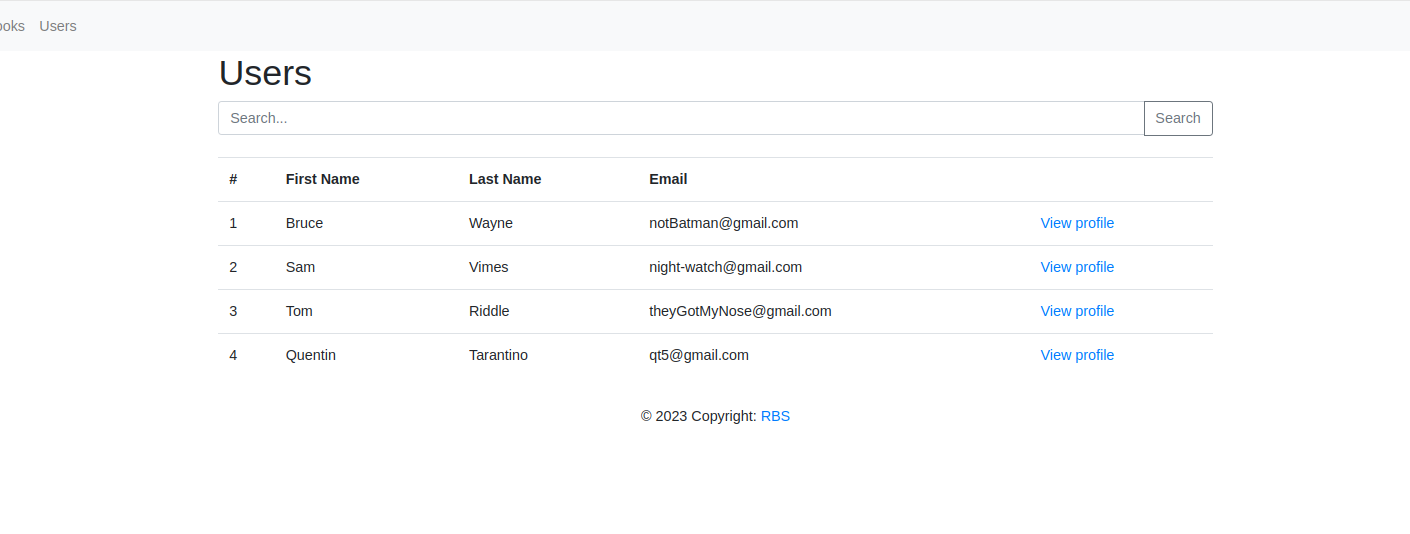 Users
Users
Search... Search
# First Name Last Name Email
1 Bruce Wayne notBatman@gmail.com View profile
2 Sam Vimes night-watch@gmail.com View profile
3 Tom Riddle theyGotMyNose@gmail.com View profile
4 Quentin Tarantino qt5@gmail.com View profile
© 2023 Copyright: RBS